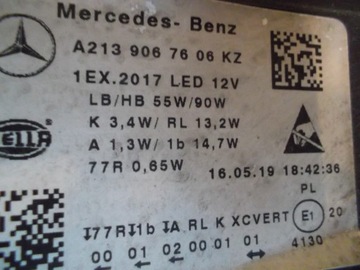 Mercedes-Benz
A213 906 76 06 KZ
1EX.2017 LED 12V
LB/HB 55W/90W
HELLA
K 3,4W/ RL 13,2W
A 1,3W/ 1b 14,7W
77R 0,65W
16.05.19 18:42:36
PL
77R 1b IA RL K XCVERT E1 20
00 01 02 00 01 01 4130